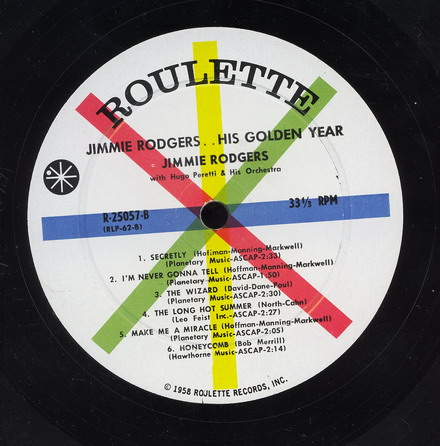 ROULETTE
JIMMIE RODGERS . . HIS GOLDEN YEAR
JIMMIE RODGERS
with Hugo Peretti & His Orchestra
R-25057-B
(RLP-62-B)
33⅓ RPM
1. SECRETLY (Hoffman-Manning-Markwell)
(Planetary Music-ASCAP-2:33)
2. I'M NEVER GONNA TELL (Hoffman-Manning-Markwell)
(Planetary Music-ASCAP-1:50)
3. THE WIZARD (David-Dane-Paul)
(Planetary Music-ASCAP-2:30)
4. THE LONG HOT SUMMER (North-Cahn)
(Leo Feist Inc.-ASCAP-2:27)
5. MAKE ME A MIRACLE (Hoffman-Manning-Markwell)
(Planetary Music-ASCAP-2:05)
6. HONEYCOMB (Bob Merrill)
(Hawthorne Music-ASCAP-2:14)
© 1958 ROULETTE RECORDS, INC.